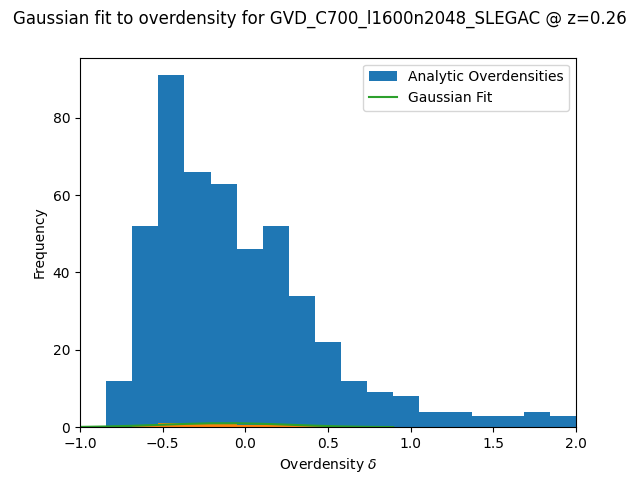 Gaussian fit to overdensity for GVD_C700_l1600n2048_SLEGAC @ z=0.26
Analytic Overdensities
Gaussian Fit
Frequency
80
60
40
20
0
−1.0 −0.5 0.0 0.5 1.0 1.5 2.0
Overdensity δ